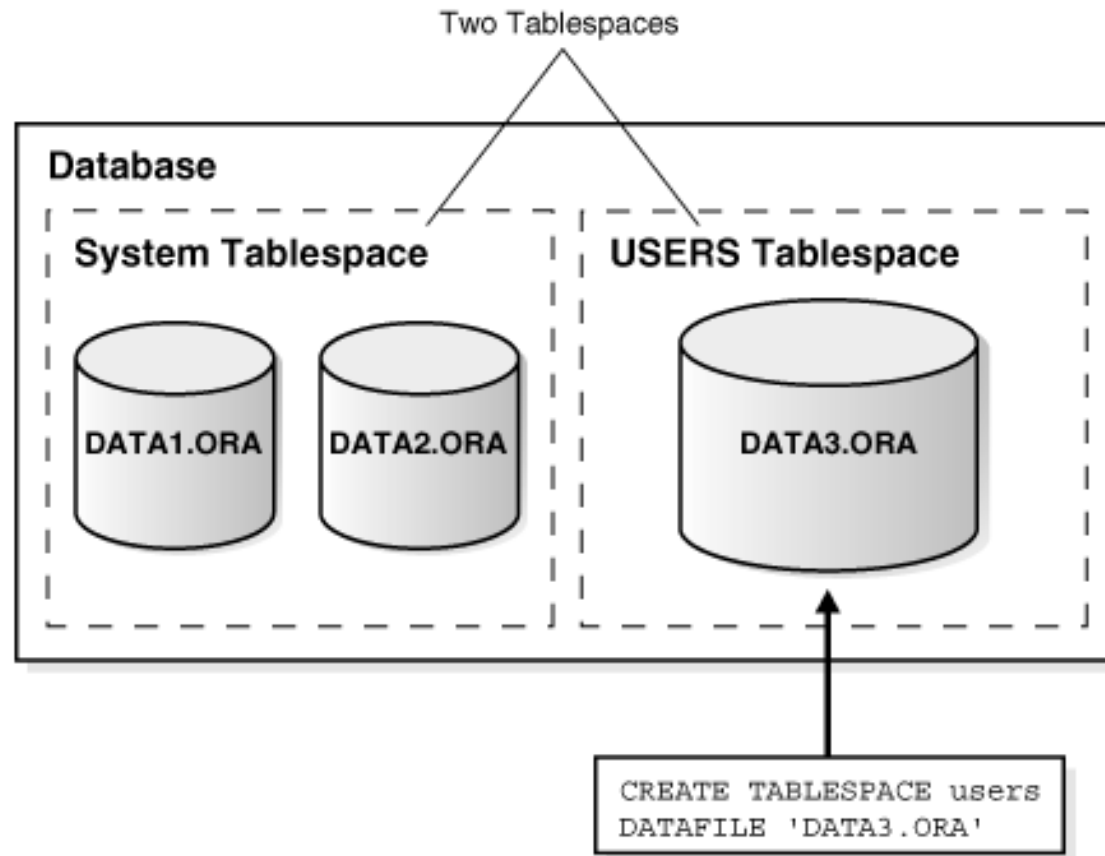 Two Tablespaces
Database
System Tablespace
USERS Tablespace
DATA1.ORA
DATA2.ORA
DATA3.ORA
CREATE TABLESPACE users
DATAFILE 'DATA3.ORA'